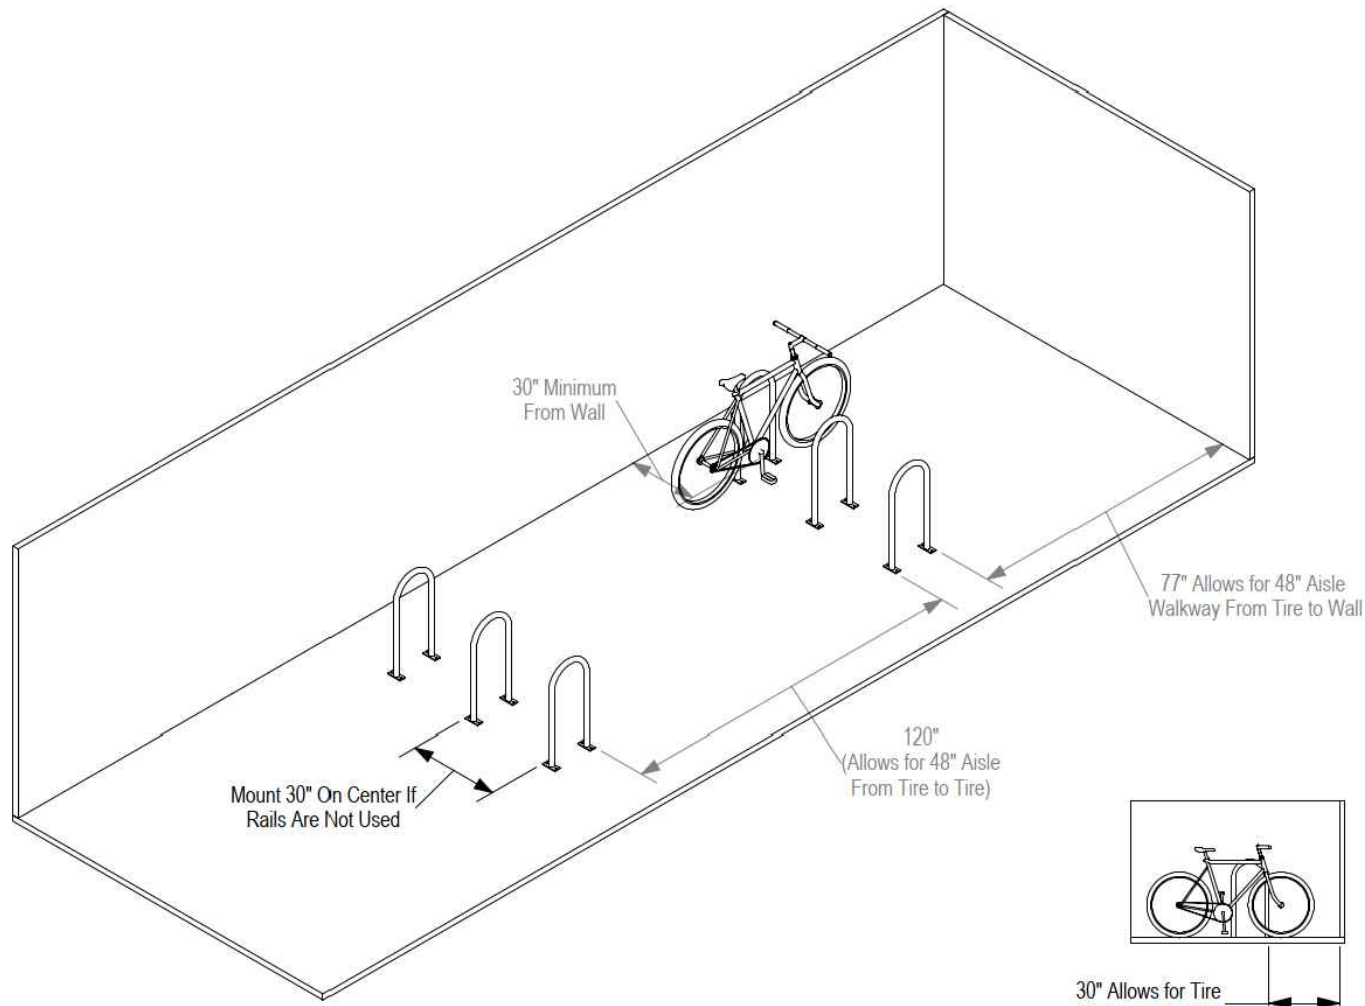 30" Minimum
From Wall
77" Allows for 48" Aisle
Walkway From Tire to Wall
120"
(Allows for 48" Aisle
From Tire to Tire)
Mount 30" On Center If
Rails Are Not Used
30" Allows for Tire